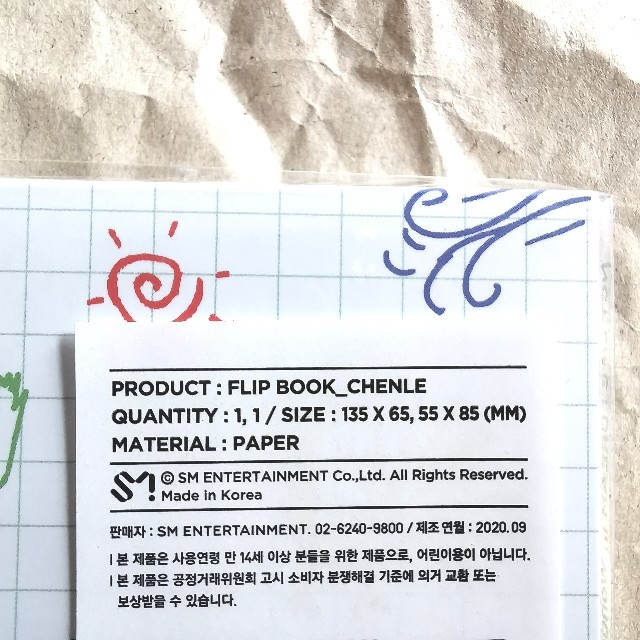 PRODUCT : FLIP BOOK_CHENLE
QUANTITY : 1, 1 / SIZE : 135 X 65, 55 X 85 (MM)
MATERIAL : PAPER
SM! © SM ENTERTAINMENT Co.,Ltd. All Rights Reserved.
Made in Korea
판매자 : SM ENTERTAINMENT. 02-6240-9800 / 제조 연월 : 2020. 09
| 본 제품은 사용연령 만 14세 이상 분들을 위한 제품으로, 어린이용이 아닙니다.
| 본 제품은 공정거래위원회 고시 소비자 분쟁해결 기준에 의거 교환 또는
보상받을 수 있습니다.